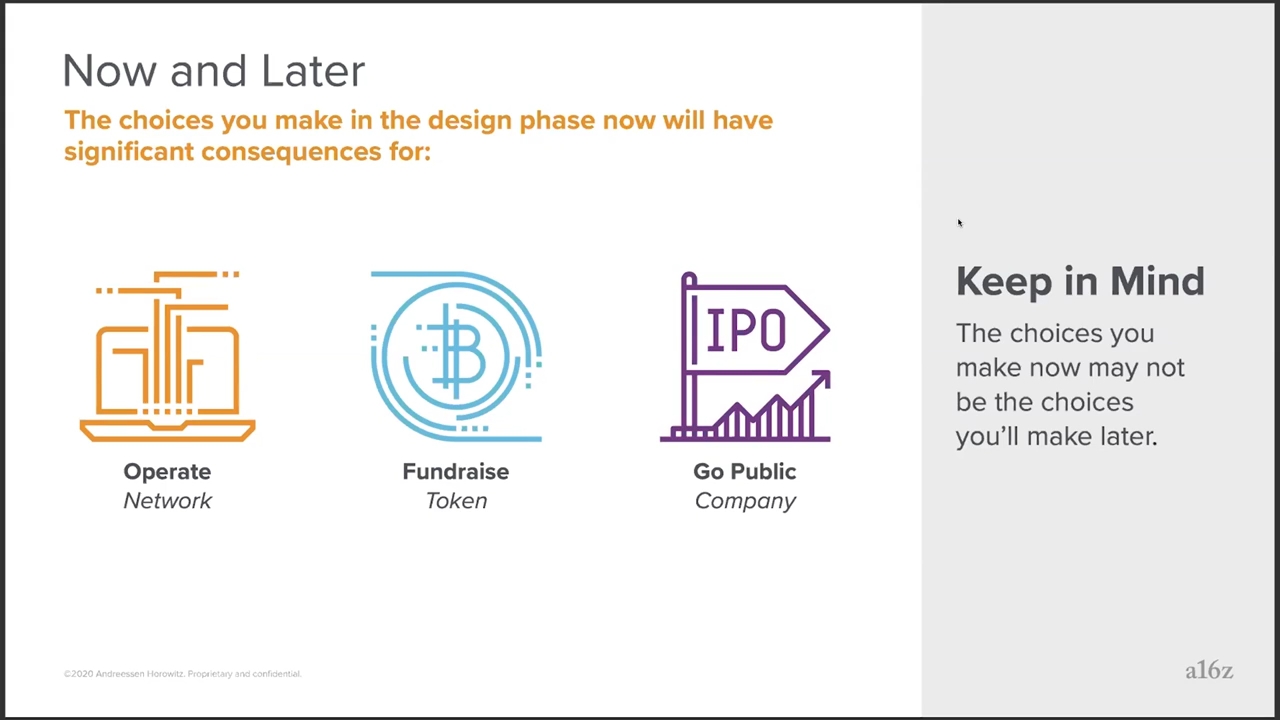 Now and Later
The choices you make in the design phase now will have
significant consequences for:
IPO
Operate
Network
Fundraise
Token
Go Public
Company
Keep in Mind
The choices you
make now may not
be the choices
you’ll make later.
©2020 Andreessen Horowitz. Proprietary and confidential.
a16z